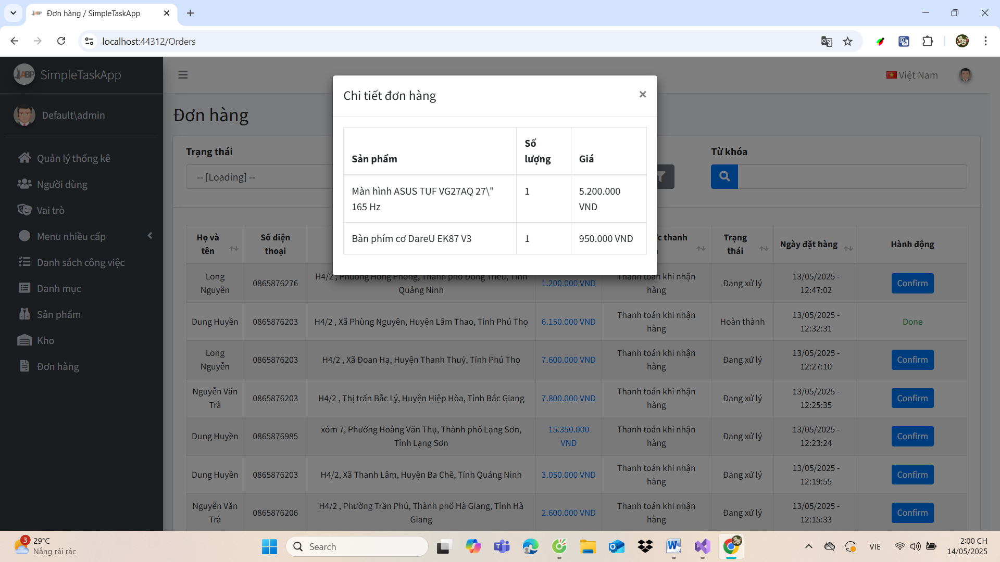 Đơn hàng / SimpleTaskApp
localhost:44312/Orders
ABP SimpleTaskApp
Việt Nam
Default\admin
Quản lý thống kê
Người dùng
Vai trò
Menu nhiều cấp
Danh sách công việc
Danh mục
Sản phẩm
Kho
Đơn hàng
Đơn hàng
Trạng thái
-- [Loading] --
Từ khóa
Chi tiết đơn hàng
×
Sản phẩm Số lượng Giá
Màn hình ASUS TUF VG27AQ 27\" 165 Hz 1 5.200.000 VND
Bàn phím cơ DareU EK87 V3 1 950.000 VND
Họ và tên Số điện thoại thanh Trạng thái Ngày đặt hàng Hành động
Long Nguyễn 0865876276 H4/2 , Phường Hồng Phong, Thành phố Đông Triều, Tỉnh Quảng Ninh 1.200.000 VND Thanh toán khi nhận hàng Đang xử lý 13/05/2025 - 12:47:02 Confirm
Dung Huyền 0865876203 H4/2 , Xã Phùng Nguyên, Huyện Lâm Thao, Tỉnh Phú Thọ 6.150.000 VND Thanh toán khi nhận hàng Hoàn thành 13/05/2025 - 12:32:31 Done
Long Nguyễn 0865876203 H4/2 , Xã Đoan Hạ, Huyện Thanh Thuỷ, Tỉnh Phú Thọ 7.600.000 VND Thanh toán khi nhận hàng Đang xử lý 13/05/2025 - 12:27:10 Confirm
Nguyễn Văn Trà 0865876203 H4/2 , Thị trấn Bắc Lý, Huyện Hiệp Hòa, Tỉnh Bắc Giang 7.800.000 VND Thanh toán khi nhận hàng Đang xử lý 13/05/2025 - 12:25:35 Confirm
Dung Huyền 0865876985 xóm 7, Phường Hoàng Văn Thụ, Thành phố Lạng Sơn, Tỉnh Lạng Sơn 15.350.000 VND Thanh toán khi nhận hàng Đang xử lý 13/05/2025 - 12:23:24 Confirm
Dung Huyền 0865876203 H4/2, Xã Thanh Lâm, Huyện Ba Chẽ, Tỉnh Quảng Ninh 3.050.000 VND Thanh toán khi nhận hàng Đang xử lý 13/05/2025 - 12:19:55 Confirm
Nguyễn Văn Trà 0865876206 H4/2 , Phường Trần Phú, Thành phố Hà Giang, Tỉnh Hà Giang 2.600.000 VND Thanh toán khi nhận hàng Đang xử lý 13/05/2025 - 12:15:33 Confirm
3
29°C
Nắng rải rác
Search
VIE
2:00 CH
14/05/2025